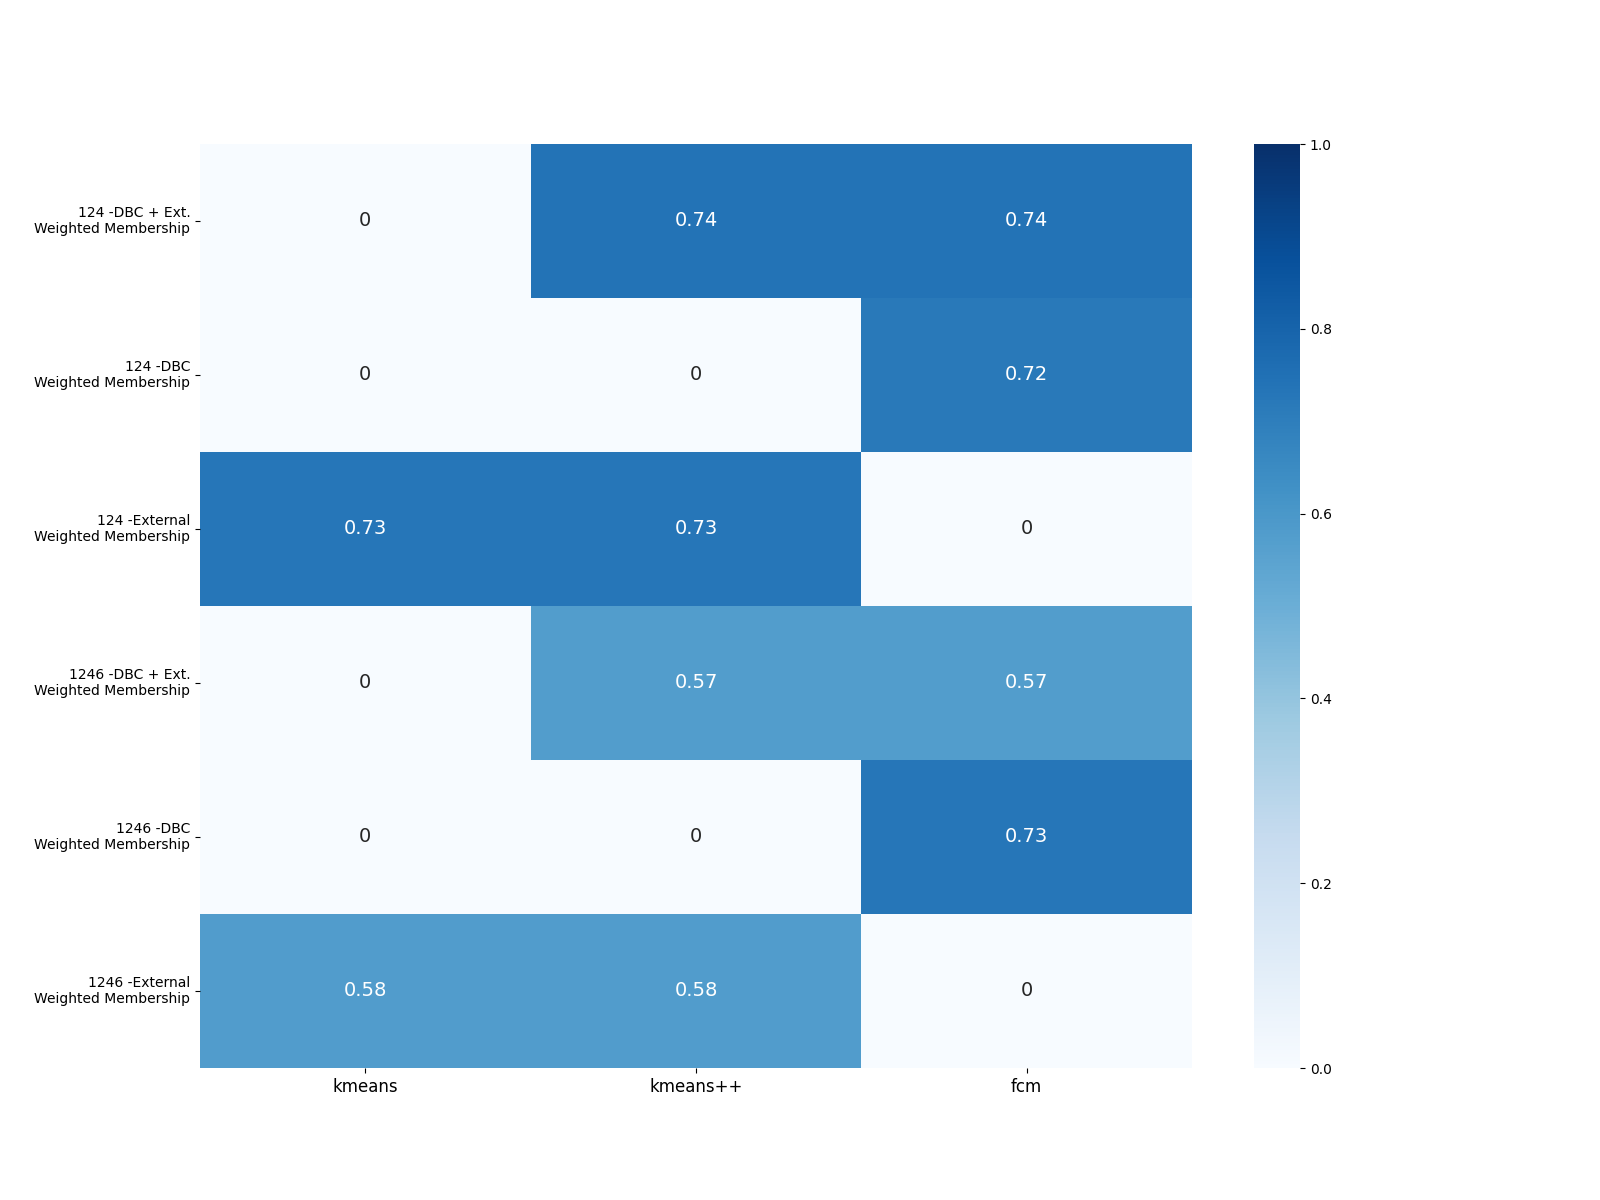 124 -DBC + Ext.
Weighted Membership
0
0.74
0.74
124 -DBC
Weighted Membership
0
0
0.72
124 -External
Weighted Membership
0.73
0.73
0
1246 -DBC + Ext.
Weighted Membership
0
0.57
0.57
1246 -DBC
Weighted Membership
0
0
0.73
1246 -External
Weighted Membership
0.58
0.58
0
kmeans
kmeans++
fcm
1.0
0.8
0.6
0.4
0.2
0.0